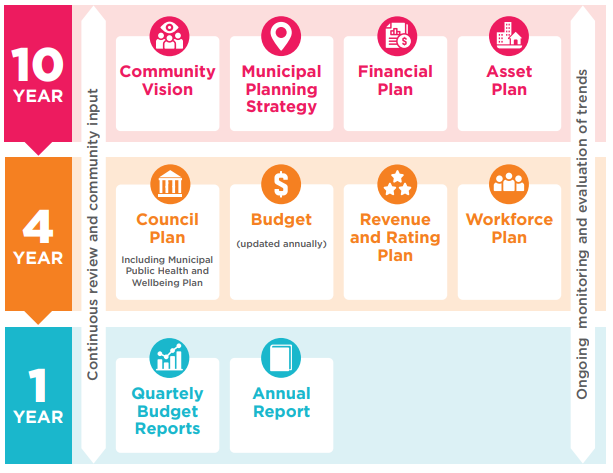 10
YEAR
Continuous review and community input
Community
Vision
Municipal
Planning
Strategy
Financial
Plan
Asset
Plan
Ongoing monitoring and evaluation of trends
4
YEAR
Council
Plan
Including Municipal
Public Health and
Wellbeing Plan
Budget
(updated annually)
Revenue
and Rating
Plan
Workforce
Plan
1
YEAR
Quartely
Budget
Reports
Annual
Report